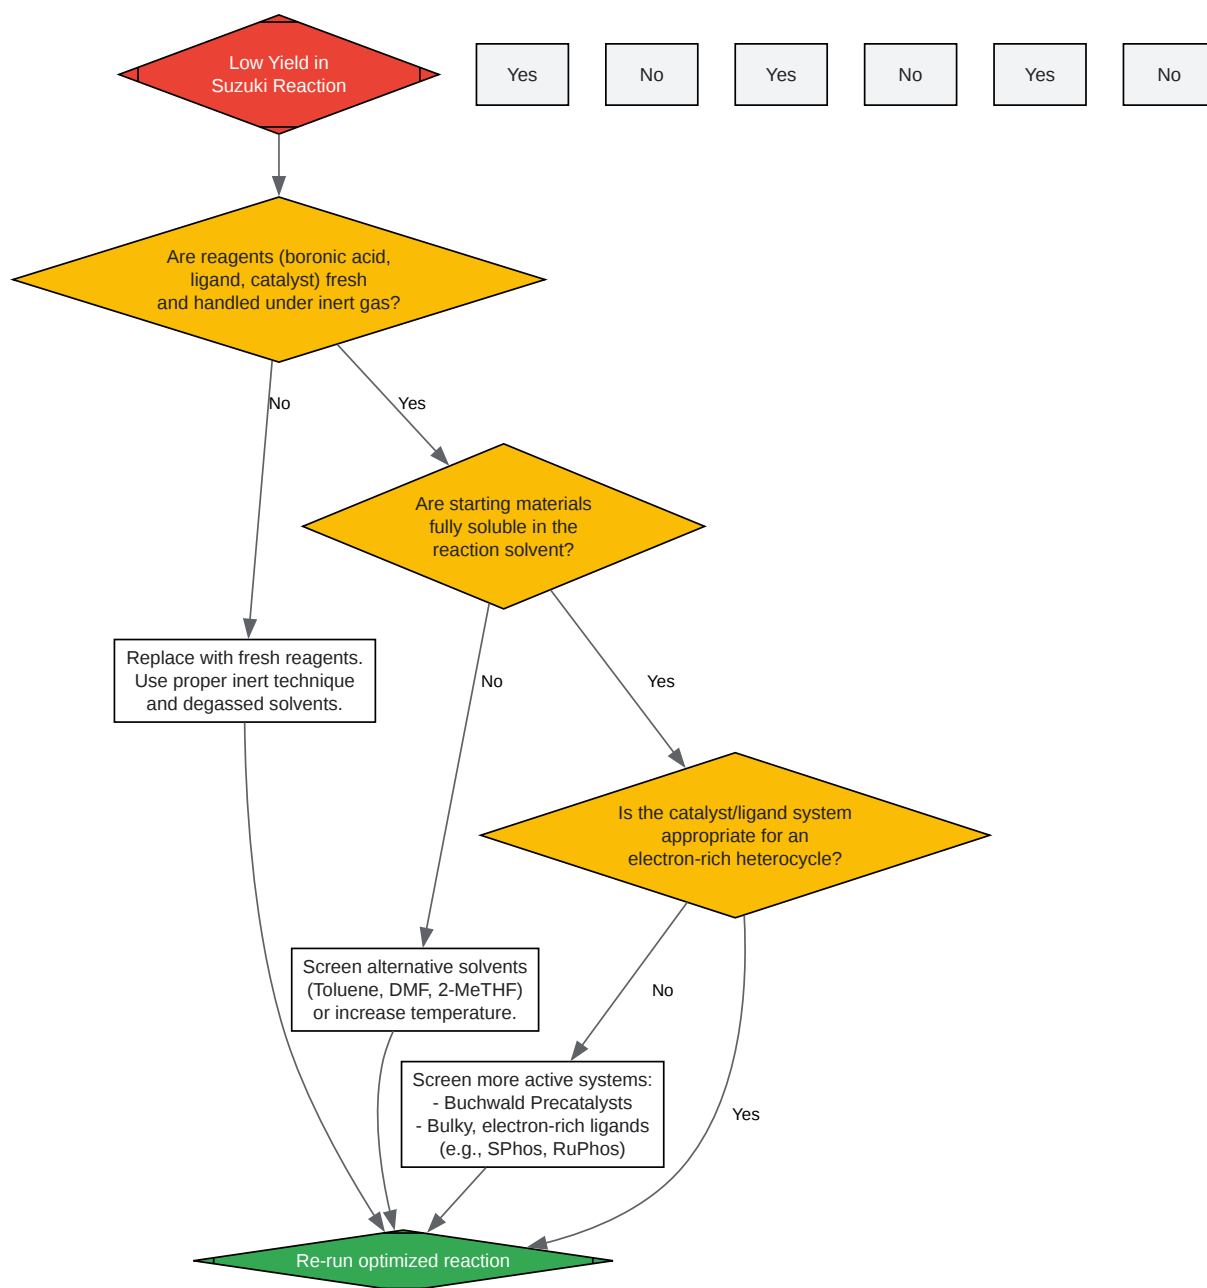 Low Yield in
Suzuki Reaction
Yes
No
Yes
No
Yes
No
Are reagents (boronic acid,
ligand, catalyst) fresh
and handled under inert gas?
No
Yes
Are starting materials
fully soluble in the
reaction solvent?
Replace with fresh reagents.
Use proper inert technique
and degassed solvents.
No
Yes
Is the catalyst/ligand system
appropriate for an
electron-rich heterocycle?
Screen alternative solvents
(Toluene, DMF, 2-MeTHF)
or increase temperature.
No
Screen more active systems:
- Buchwald Precatalysts
- Bulky, electron-rich ligands
(e.g., SPhos, RuPhos)
Yes
Re-run optimized reaction